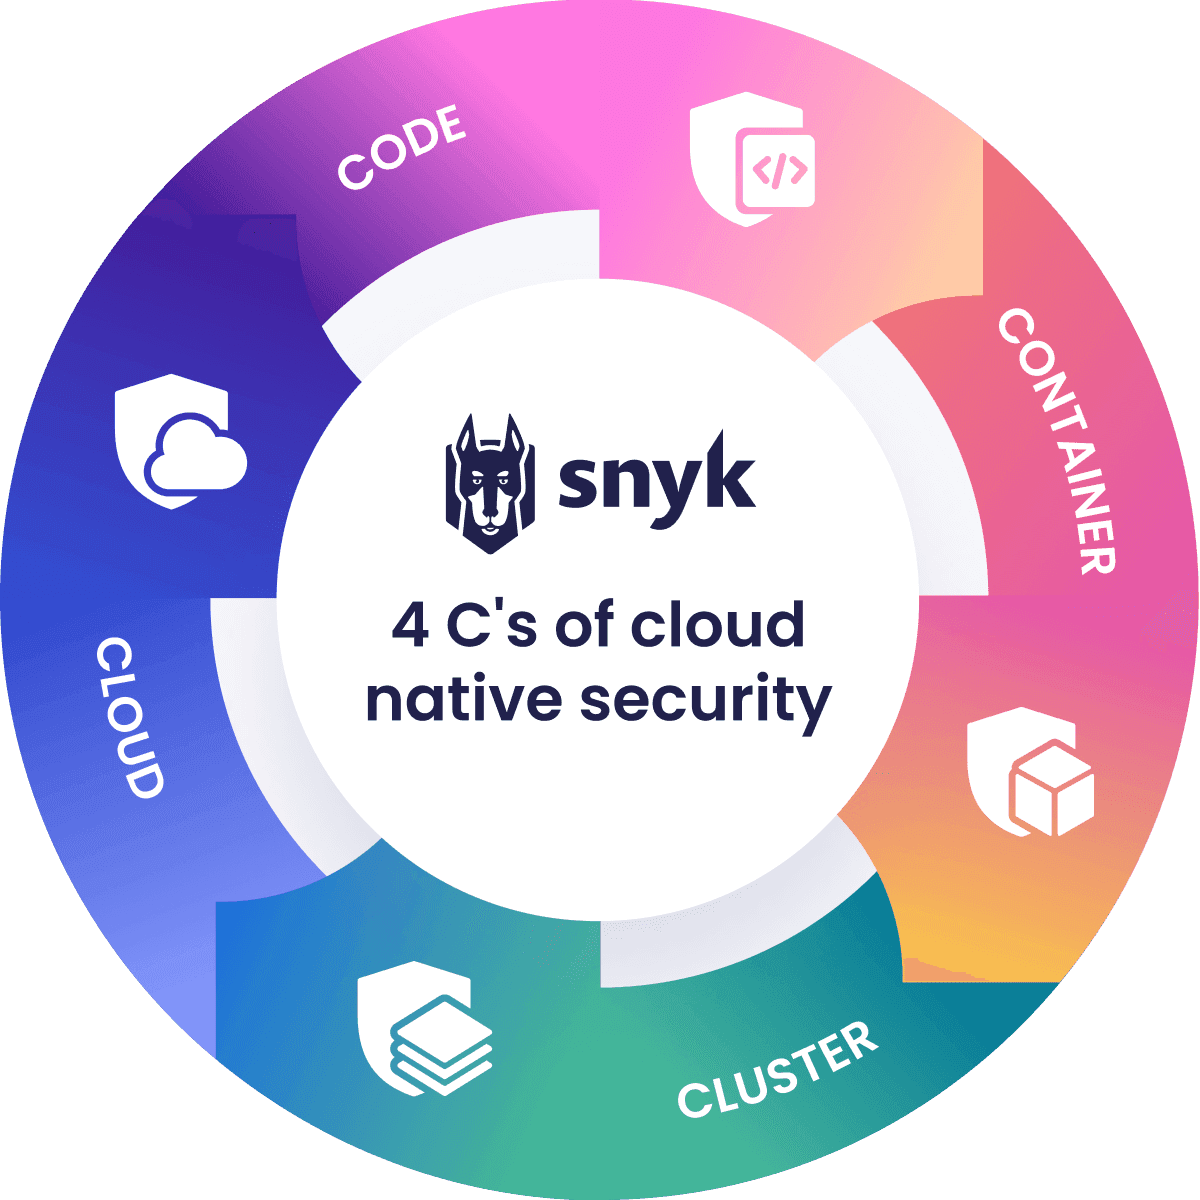 CODE
CONTAINER
snyk
4 C's of cloud
native security
CLOUD
CLUSTER